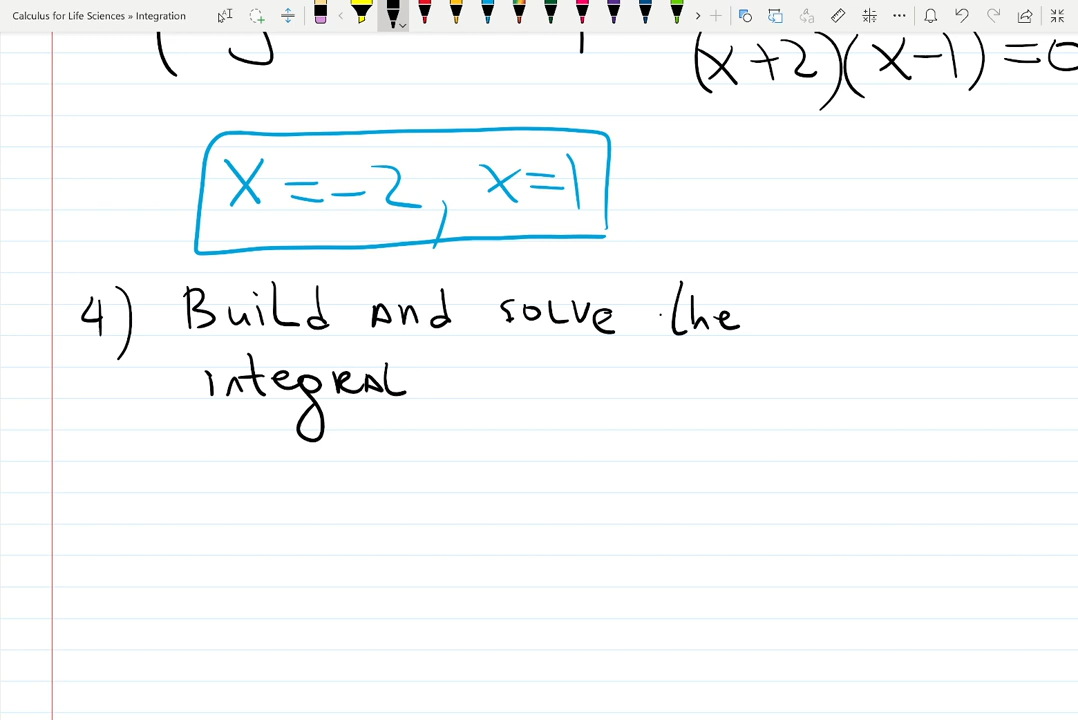 Calculus for Life Sciences » Integration
(x+2)(x-1)=0
x=-2, x=1
4) Build and solve the
integral